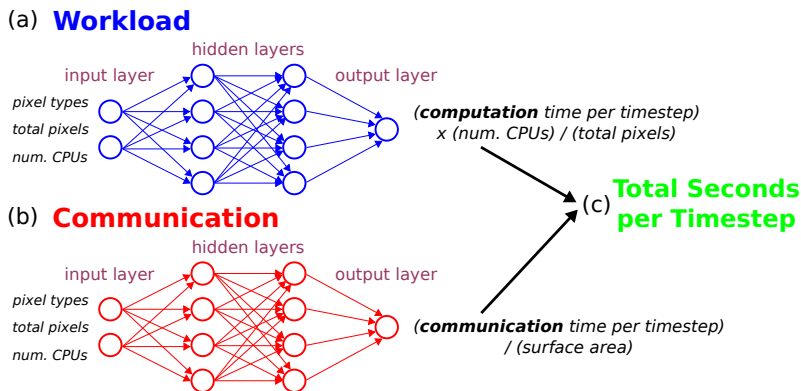 (a) Workload
hidden layers
input layer
output layer
pixel types
total pixels
num. CPUs
(computation time per timestep)
x (num. CPUs) / (total pixels)
(c) Total Seconds
per Timestep
(b) Communication
hidden layers
input layer
output layer
pixel types
total pixels
num. CPUs
(communication time per timestep)
/ (surface area)